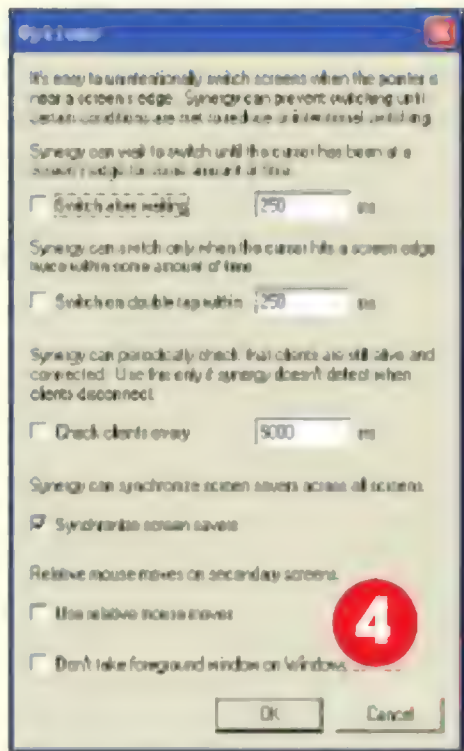 Options
It's easy to unintentionally switch screens when the pointer is
near a screen's edge. Synergy can prevent switching until
certain conditions are met to reduce unintentional switching.
Synergy can wait to switch until the cursor has been at a
edge for some amount of time.
Switch after waiting 250 ms
Synergy can switch only when the cursor hits a screen edge
twice within some amount of time.
Switch on double tap within 250 ms
Synergy can periodically check that clients are still alive and
connected. Use this only if synergy doesn't detect when
clients disconnect.
Check clients every 5000 ms
Synergy can synchronize screen savers across all screens.
Synchronize screen savers
Relative mouse moves on secondary screens.
Use relative mouse moves
4
Don't take foreground window on Windows
OK Cancel